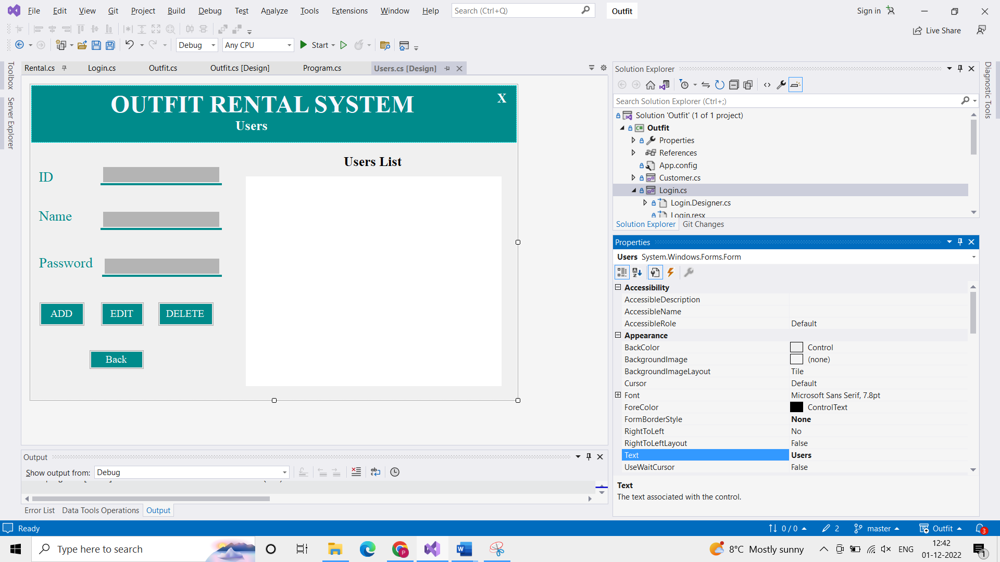 File Edit View Git Project Build Debug Test Analyze Tools Extensions Window Help Search (Ctrl+Q) Outfit Sign in
Live Share
Debug Any CPU Start
Toolbox
Server Explorer
Rental.cs Login.cs Outfit.cs Outfit.cs [Design] Program.cs Users.cs [Design]
OUTFIT RENTAL SYSTEM X
Users
ID
Name
Password
Users List
ADD EDIT DELETE
Back
Output
Show output from: Debug
Error List Data Tools Operations Output
Solution Explorer
Search Solution Explorer (Ctrl+;)
Solution 'Outfit' (1 of 1 project)
C# Outfit
Properties
References
App.config
Customer.cs
Login.cs
Login.Designer.cs
Login.resx
Solution Explorer Git Changes
Diagnostic Tools
Properties
Users System.Windows.Forms.Form
Accessibility
AccessibleDescription
AccessibleName
AccessibleRole Default
Appearance
BackColor Control
BackgroundImage (none)
BackgroundImageLayout Tile
Cursor Default
Font Microsoft Sans Serif, 7.8pt
ForeColor ControlText
FormBorderStyle None
RightToLeft No
RightToLeftLayout False
Text Users
UseWaitCursor False
Text
The text associated with the control.
Ready 0 / 0 2 master Outfit 3
Type here to search P W 8°C Mostly sunny ENG 12:42
01-12-2022 1